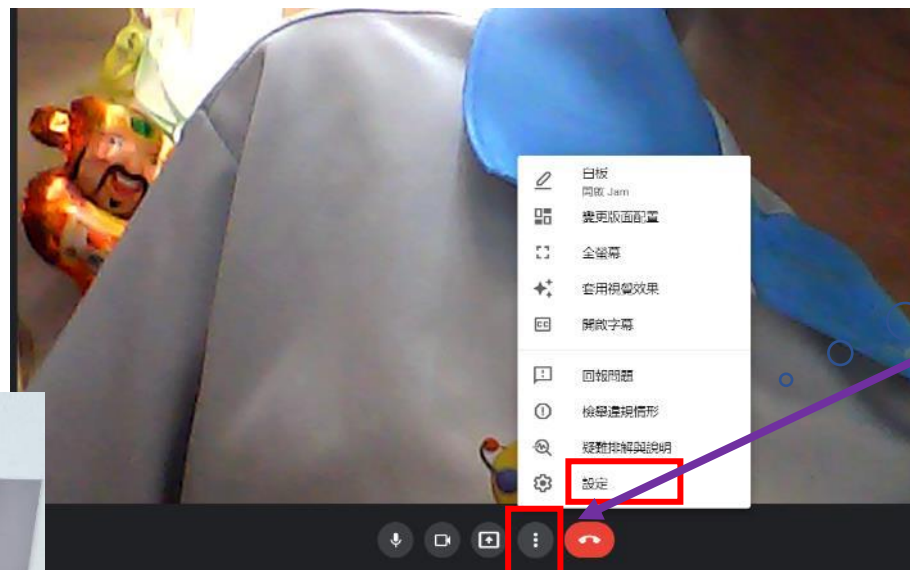 白板
開啟 Jam
變更版面配置
全螢幕
套用視覺效果
開啟字幕
回報問題
檢舉違規情形
疑難排解與說明
設定